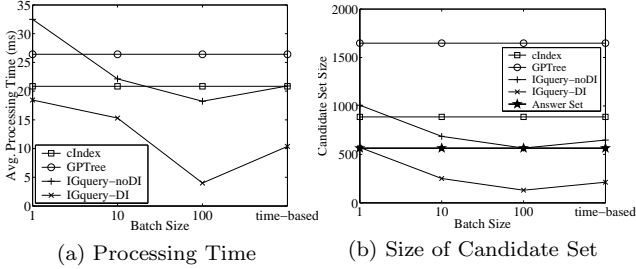 35
30
25
20
15
10
5
0
Avg. Processing Time (ms)
cIndex
GPTree
IGquery−noDI
IGquery−DI
1
10
100
time−based
Batch Size
(a) Processing Time
2000
1500
1000
500
0
Candidate Set Size
cIndex
GPTree
IGquery−noDI
IGquery−DI
Answer Set
1
10
100
time−based
Batch Size
(b) Size of Candidate Set